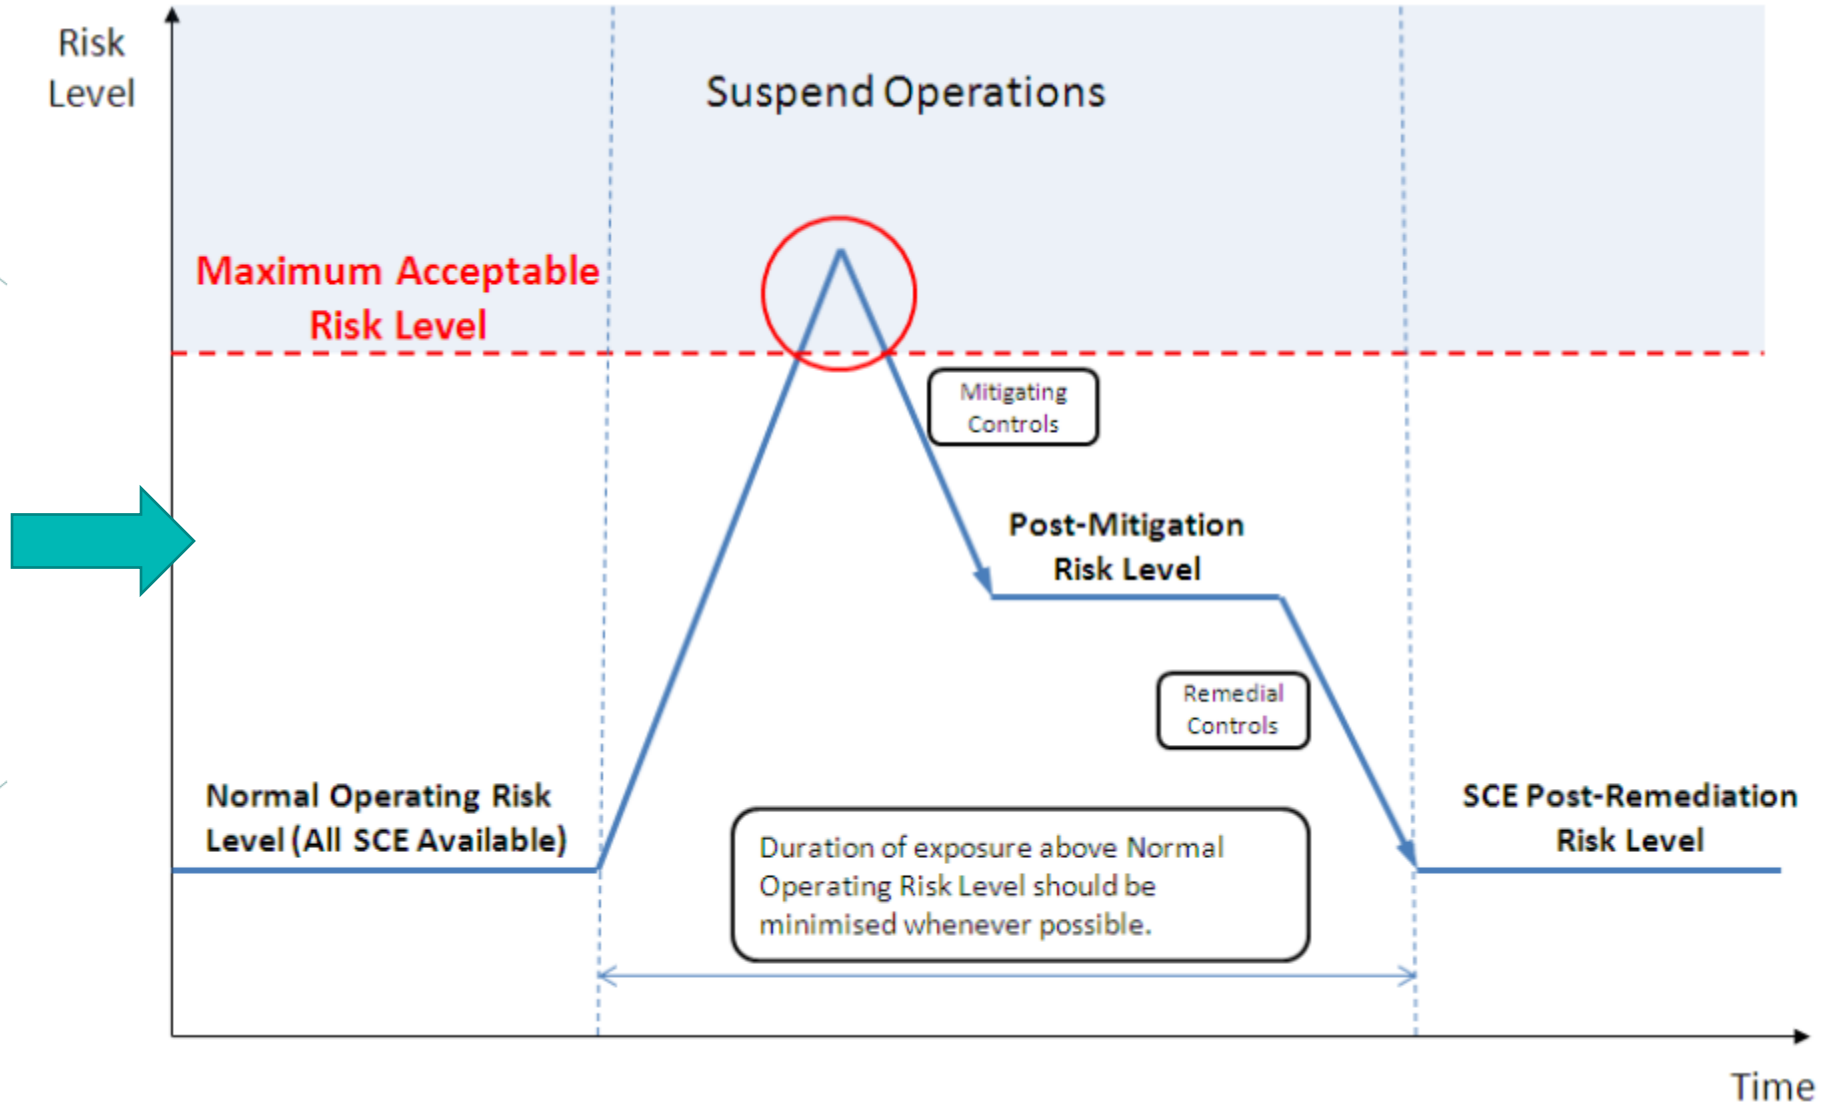 Risk
Level
Suspend Operations
Maximum Acceptable
Risk Level
Mitigating
Controls
Post-Mitigation
Risk Level
Remedial
Controls
Normal Operating Risk
Level (All SCE Available)
SCE Post-Remediation
Risk Level
Duration of exposure above Normal
Operating Risk Level should be
minimised whenever possible.
Time